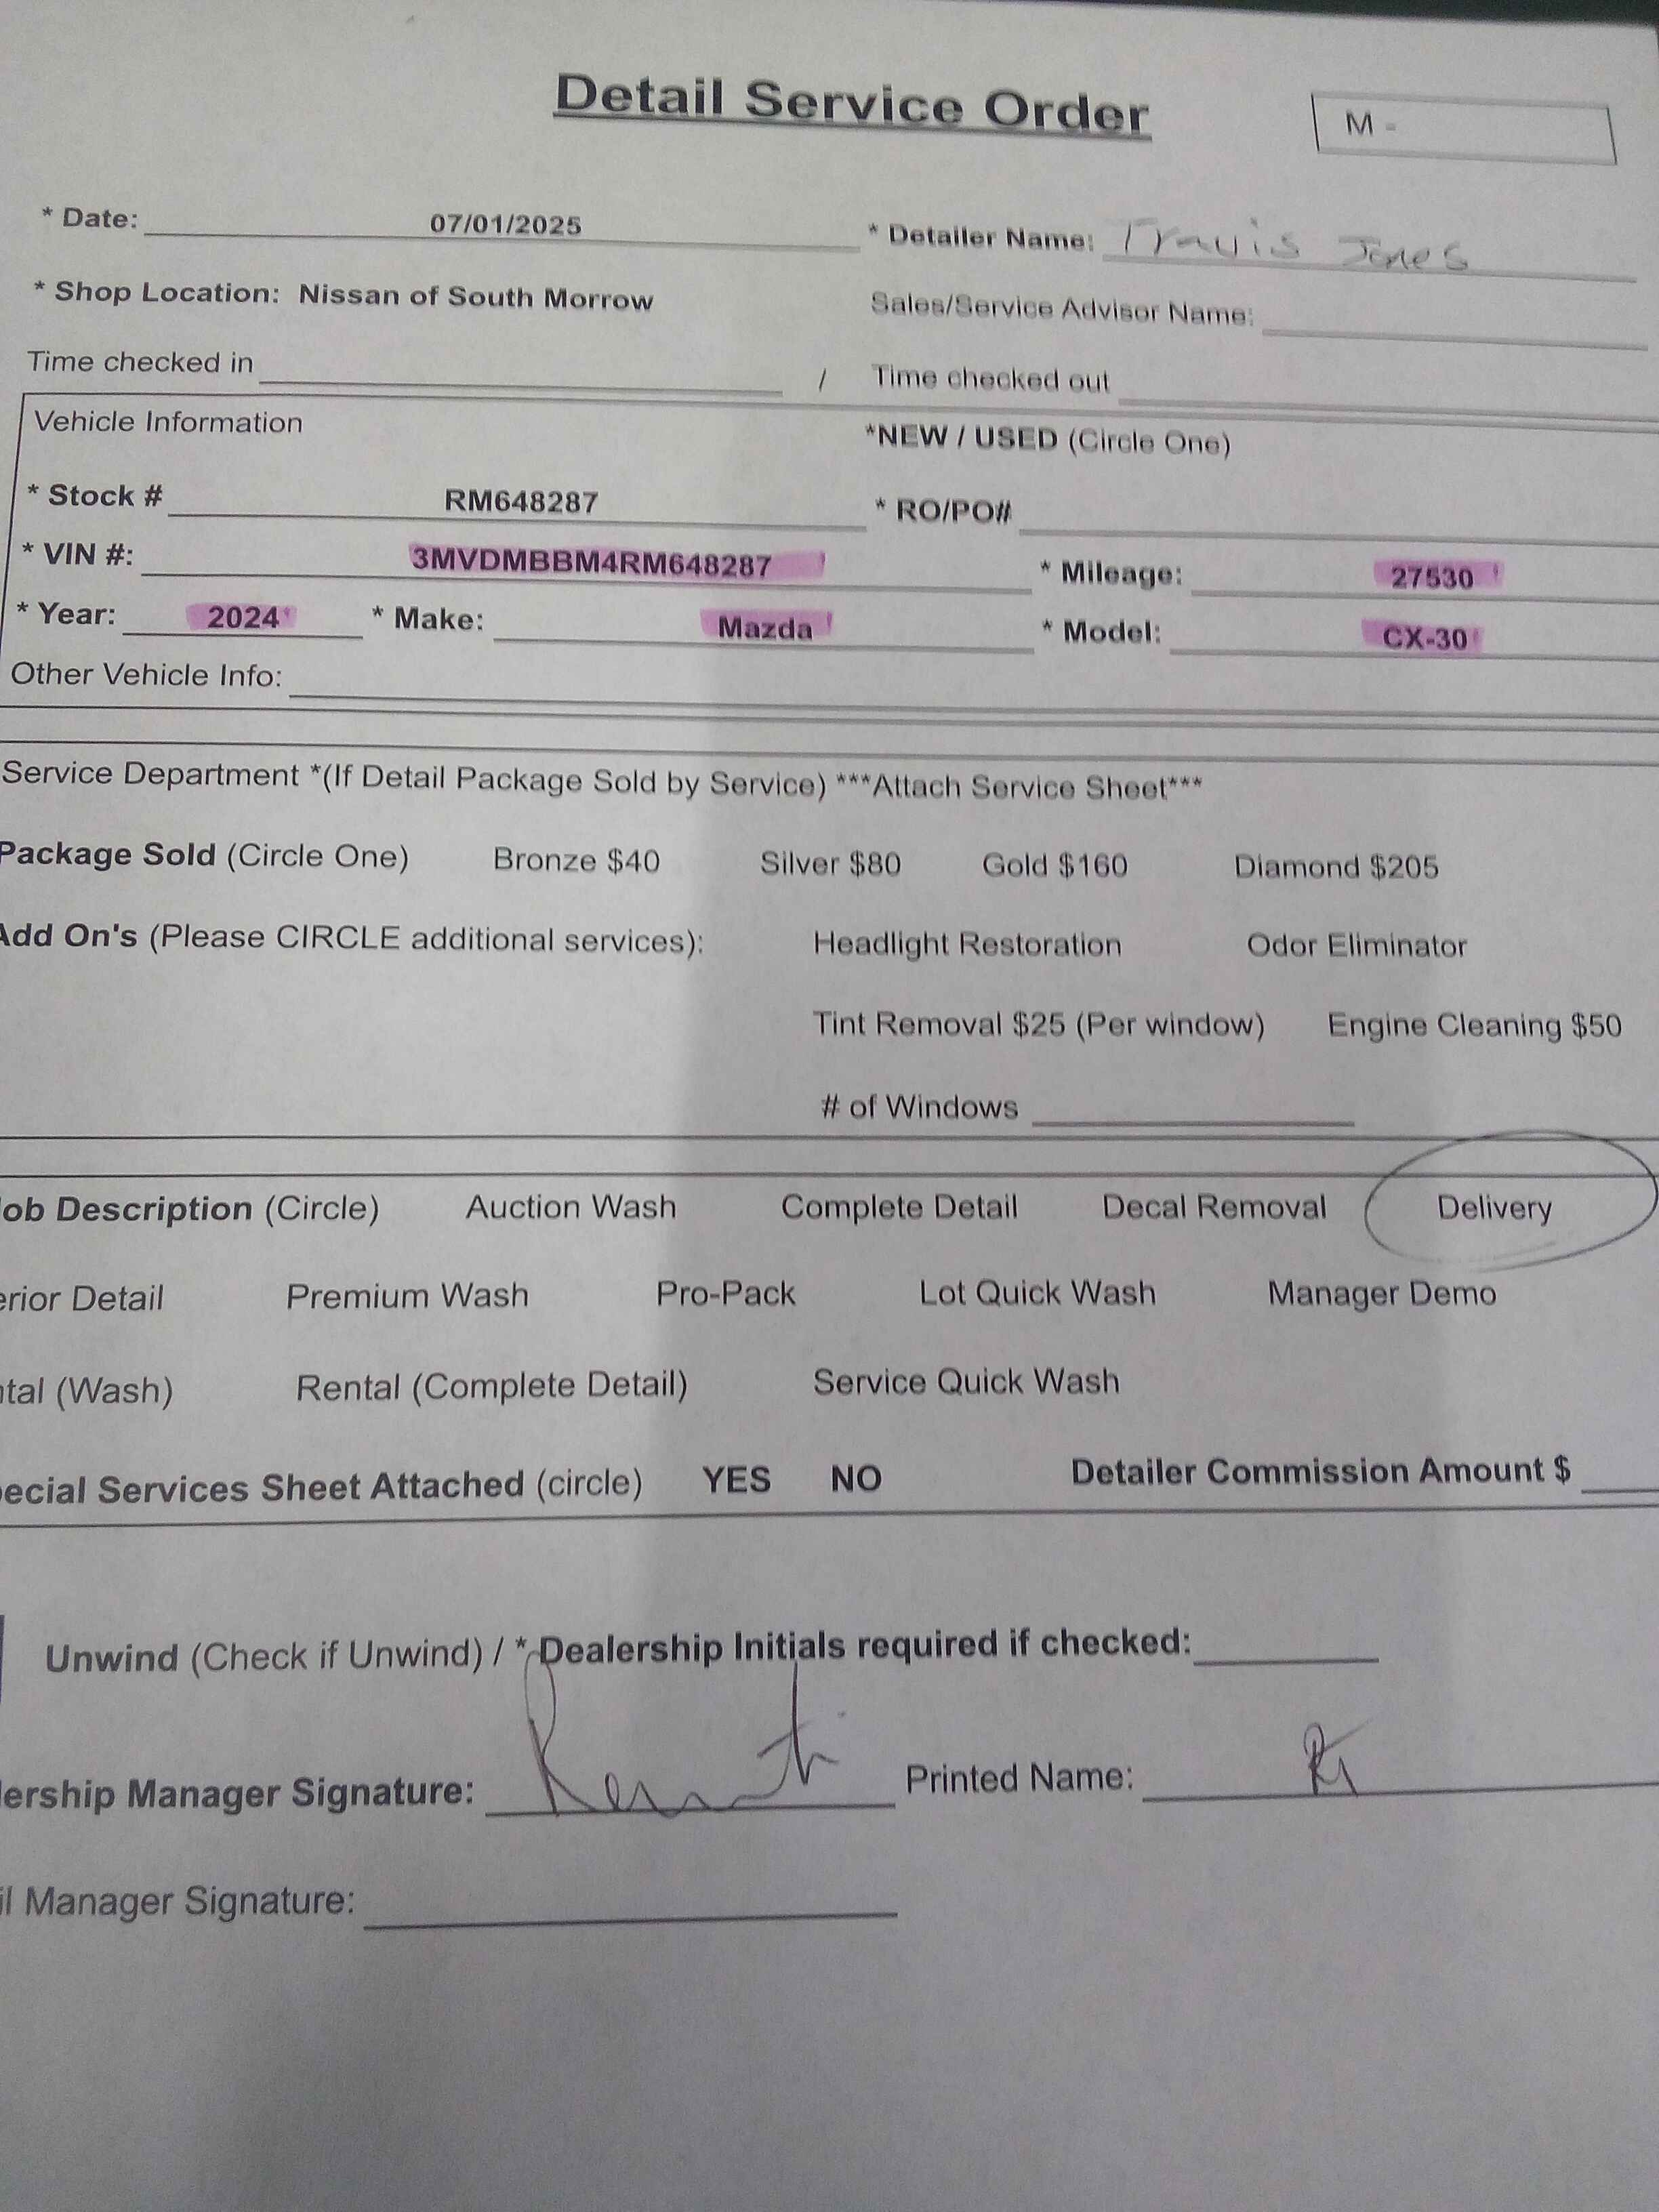 Detail Service Order
M -
* Date: 07/01/2025 * Detailer Name: Travis Jones
* Shop Location: Nissan of South Morrow Sales/Service Advisor Name:
Time checked in / Time checked out
Vehicle Information *NEW / USED (Circle One)
* Stock # RM648287 * RO/PO#
* VIN #: 3MVDMBBM4RM648287 * Mileage: 27530
* Year: 2024 * Make: Mazda * Model: CX-30
Other Vehicle Info:
Service Department *(If Detail Package Sold by Service) ***Attach Service Sheet***
Package Sold (Circle One) Bronze $40 Silver $80 Gold $160 Diamond $205
Add On's (Please CIRCLE additional services): Headlight Restoration Odor Eliminator
Tint Removal $25 (Per window) Engine Cleaning $50
# of Windows
ob Description (Circle) Auction Wash Complete Detail Decal Removal Delivery
erior Detail Premium Wash Pro-Pack Lot Quick Wash Manager Demo
ntal (Wash) Rental (Complete Detail) Service Quick Wash
pecial Services Sheet Attached (circle) YES NO Detailer Commission Amount $
Unwind (Check if Unwind) / * Dealership Initials required if checked:
lership Manager Signature: Printed Name:
il Manager Signature: